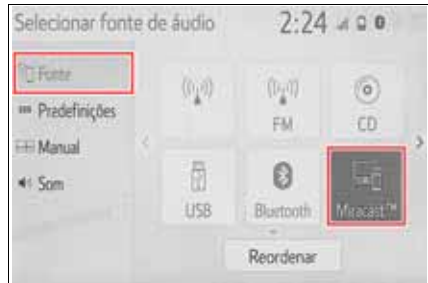 Selecionar fonte de áudio 2:24
Fonte
Predefinições
FM
CD
Manual
Som
USB
Bluetooth
Miracast™
Reordenar